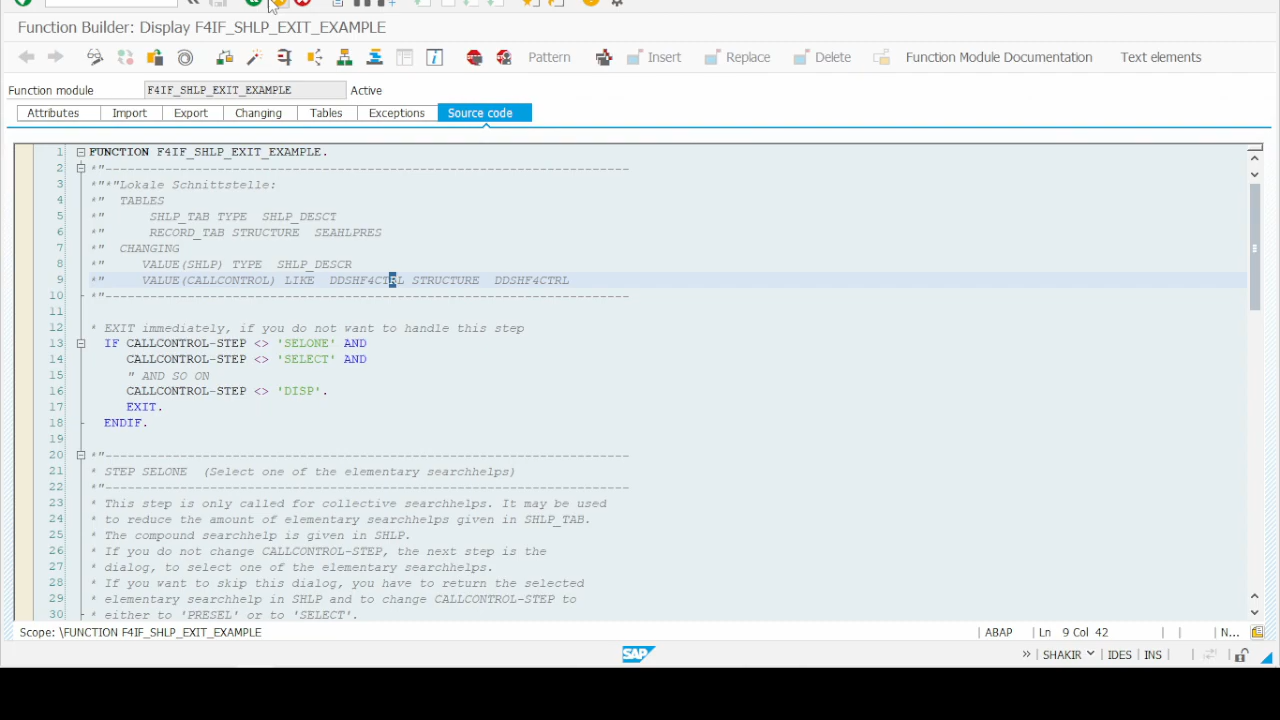 Function Builder: Display F4IF_SHLP_EXIT_EXAMPLE
Pattern Insert Replace Delete Function Module Documentation Text elements
Function module F4IF_SHLP_EXIT_EXAMPLE Active
Attributes Import Export Changing Tables Exceptions Source code
1 FUNCTION F4IF_SHLP_EXIT_EXAMPLE.
2 *"----------------------------------------------------------------------
3 *"*"Lokale Schnittstelle:
4 *"  TABLES
5 *"      SHLP_TAB TYPE  SHLP_DESCT
6 *"      RECORD_TAB STRUCTURE  SEAHLPRES
7 *"  CHANGING
8 *"     VALUE(SHLP) TYPE  SHLP_DESCR
9 *"     VALUE(CALLCONTROL) LIKE  DDSHF4CTRL STRUCTURE  DDSHF4CTRL
10 *"----------------------------------------------------------------------
11
12 * EXIT immediately, if you do not want to handle this step
13   IF CALLCONTROL-STEP <> 'SELONE' AND
14      CALLCONTROL-STEP <> 'SELECT' AND
15      " AND SO ON
16      CALLCONTROL-STEP <> 'DISP'.
17      EXIT.
18   ENDIF.
19
20 *"----------------------------------------------------------------------
21 * STEP SELONE  (Select one of the elementary searchhelps)
22 *"----------------------------------------------------------------------
23 * This step is only called for collective searchhelps. It may be used
24 * to reduce the amount of elementary searchhelps given in SHLP_TAB.
25 * The compound searchhelp is given in SHLP.
26 * If you do not change CALLCONTROL-STEP, the next step is the
27 * dialog, to select one of the elementary searchhelps.
28 * If you want to skip this dialog, you have to return the selected
29 * elementary searchhelp in SHLP and to change CALLCONTROL-STEP to
30 * either to 'PRESEL' or to 'SELECT'.
Scope: \FUNCTION F4IF_SHLP_EXIT_EXAMPLE ABAP Ln 9 Col 42 N...
SAP » SHAKIR IDES INS